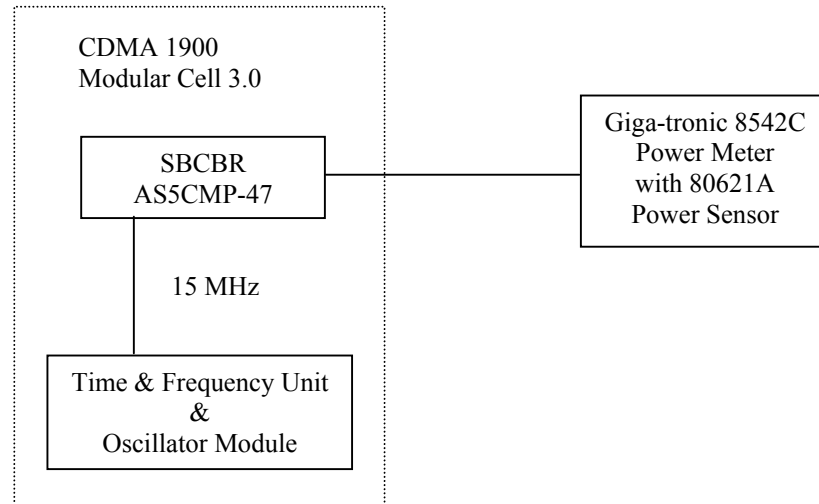 CDMA 1900
Modular Cell 3.0
SBCBR
AS5CMP-47
Giga-tronic 8542C
Power Meter
with 80621A
Power Sensor
15 MHz
Time & Frequency Unit
&
Oscillator Module